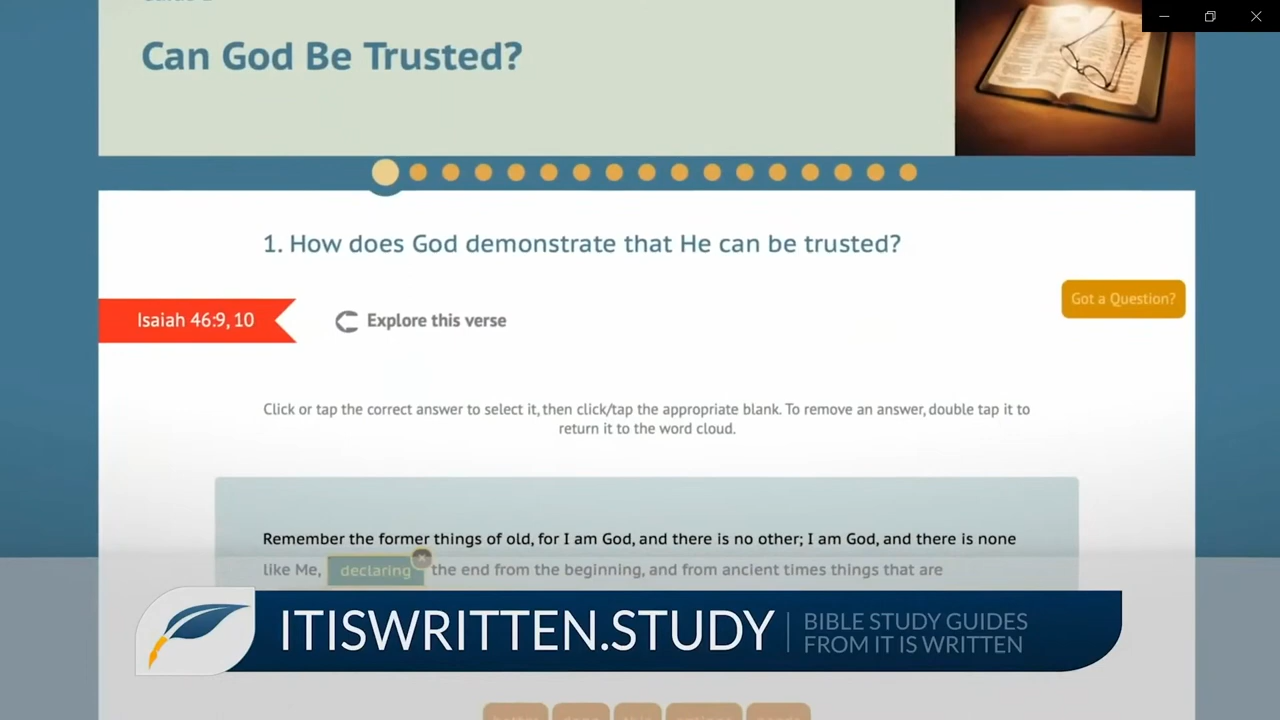 Can God Be Trusted?
1. How does God demonstrate that He can be trusted?
Got a Question?
Isaiah 46:9, 10
Explore this verse
Click or tap the correct answer to select it, then click/tap the appropriate blank. To remove an answer, double tap it to
return it to the word cloud.
Remember the former things of old, for I am God, and there is no other; I am God, and there is none
like Me, declaring the end from the beginning, and from ancient times things that are
ITISWRITTEN.STUDY
BIBLE STUDY GUIDES
FROM IT IS WRITTEN